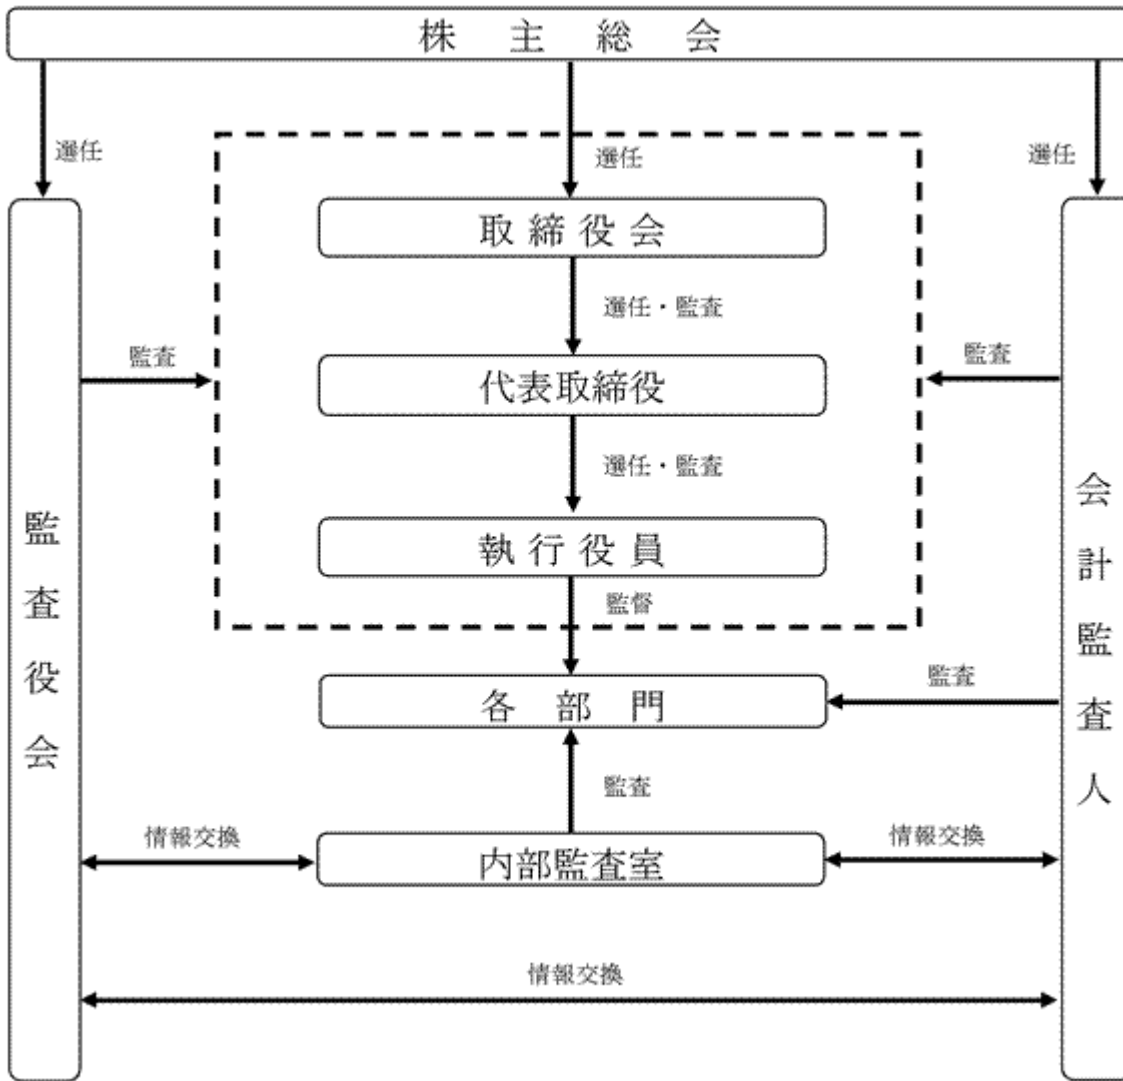 株主総会
選任
選任
選任
取締役会
選任・監査
監査
監査
代表取締役
選任・監査
執行役員
監督
監査役会
会計監査人
監査
各部門
監査
情報交換
情報交換
内部監査室
情報交換